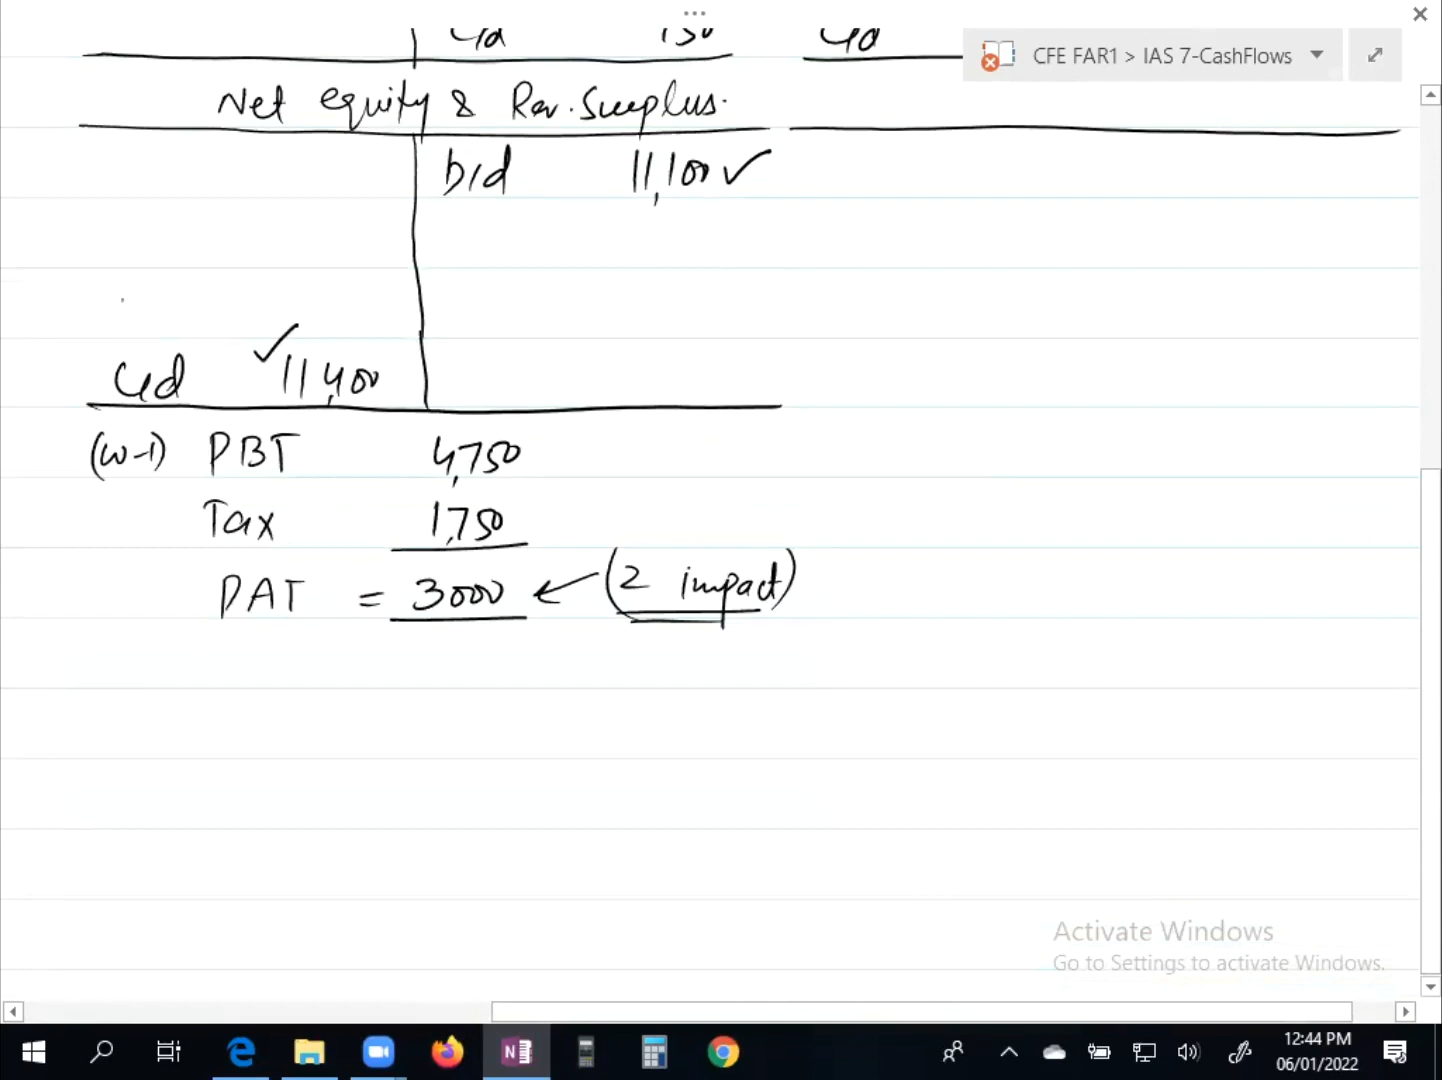 c/d 150 c/d
CFE FAR1 > IAS 7-CashFlows
Net equity & Rev. Surplus.
b/d 11,100 ✓
c/d ✓ 11,400
(W-1) PBT 4,750
Tax 1,750
PAT = 3000 ← (2 impact)
Activate Windows
Go to Settings to activate Windows.
12:44 PM
06/01/2022